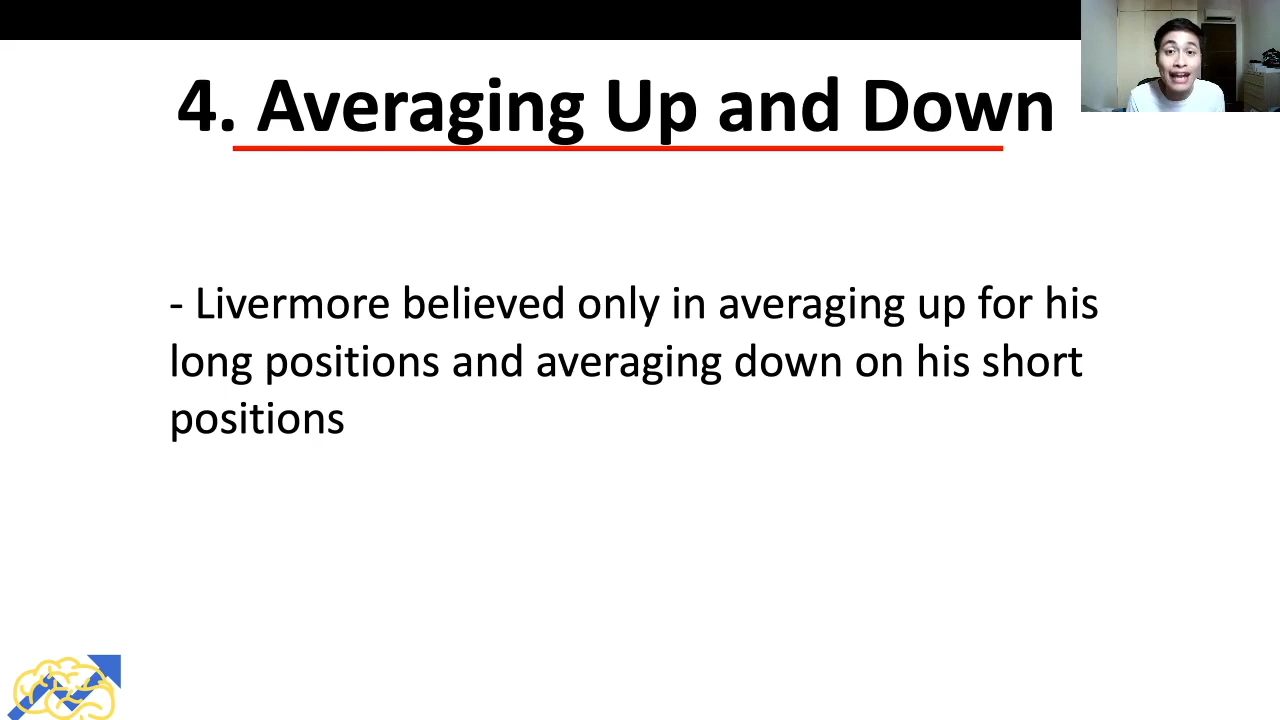 4. Averaging Up and Down
- Livermore believed only in averaging up for his
long positions and averaging down on his short
positions